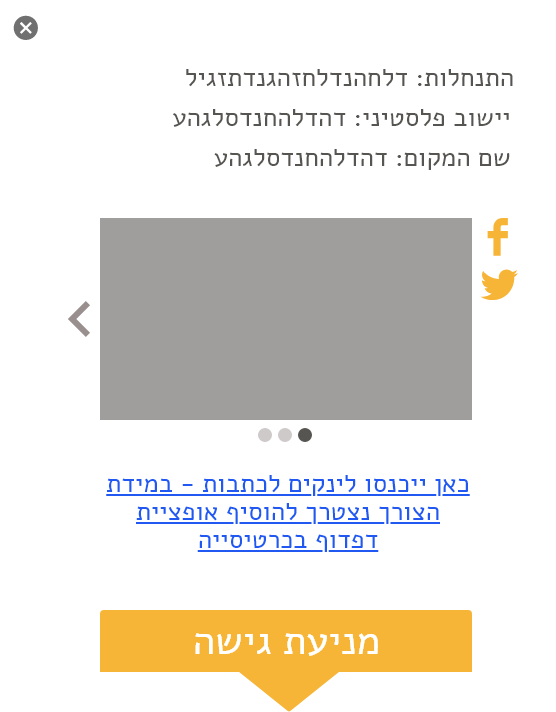 התנחלות: דלחהנדלחזהגנדתזגיל
יישוב פלסטיני: דהדלהחנדסלגהע
שם המקום: דהדלהחנדסלגהע
כאן ייכנסו לינקים לכתבות - במידת
הצורך נצטרך להוסיף אופציית
דפדוף בכרטיסייה
מניעת גישה